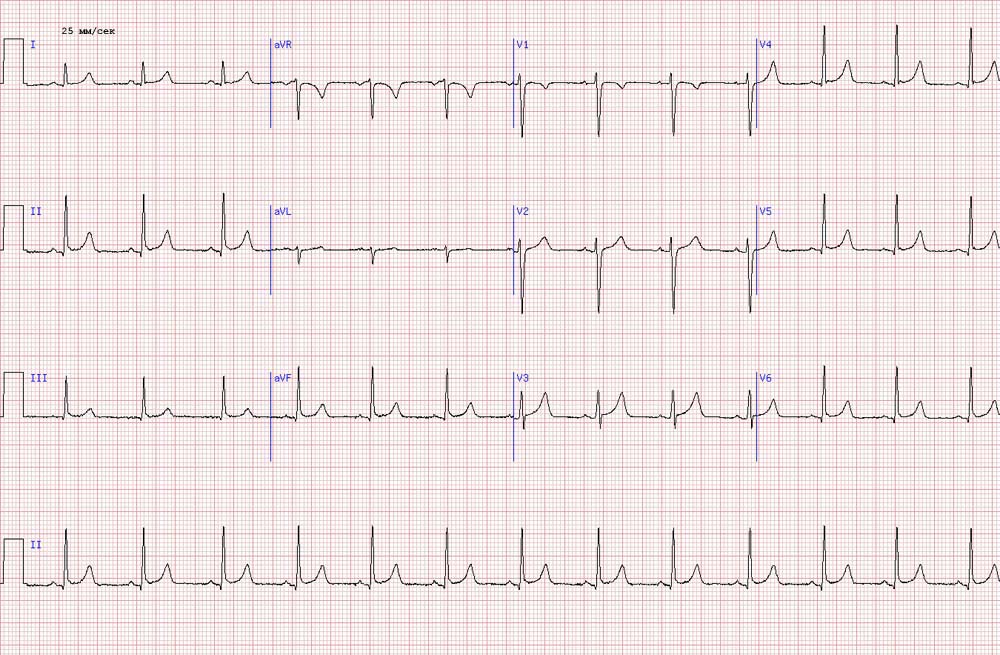 25 мм/сек
I aVR V1 V4
II aVL V2 V5
III aVF V3 V6
II